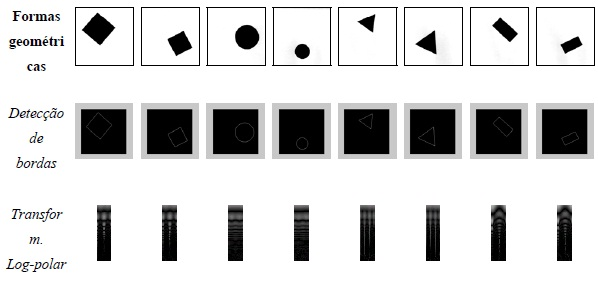 Formas
geométri
cas
Detecção
de
bordas
Transfor
m.
Log-polar